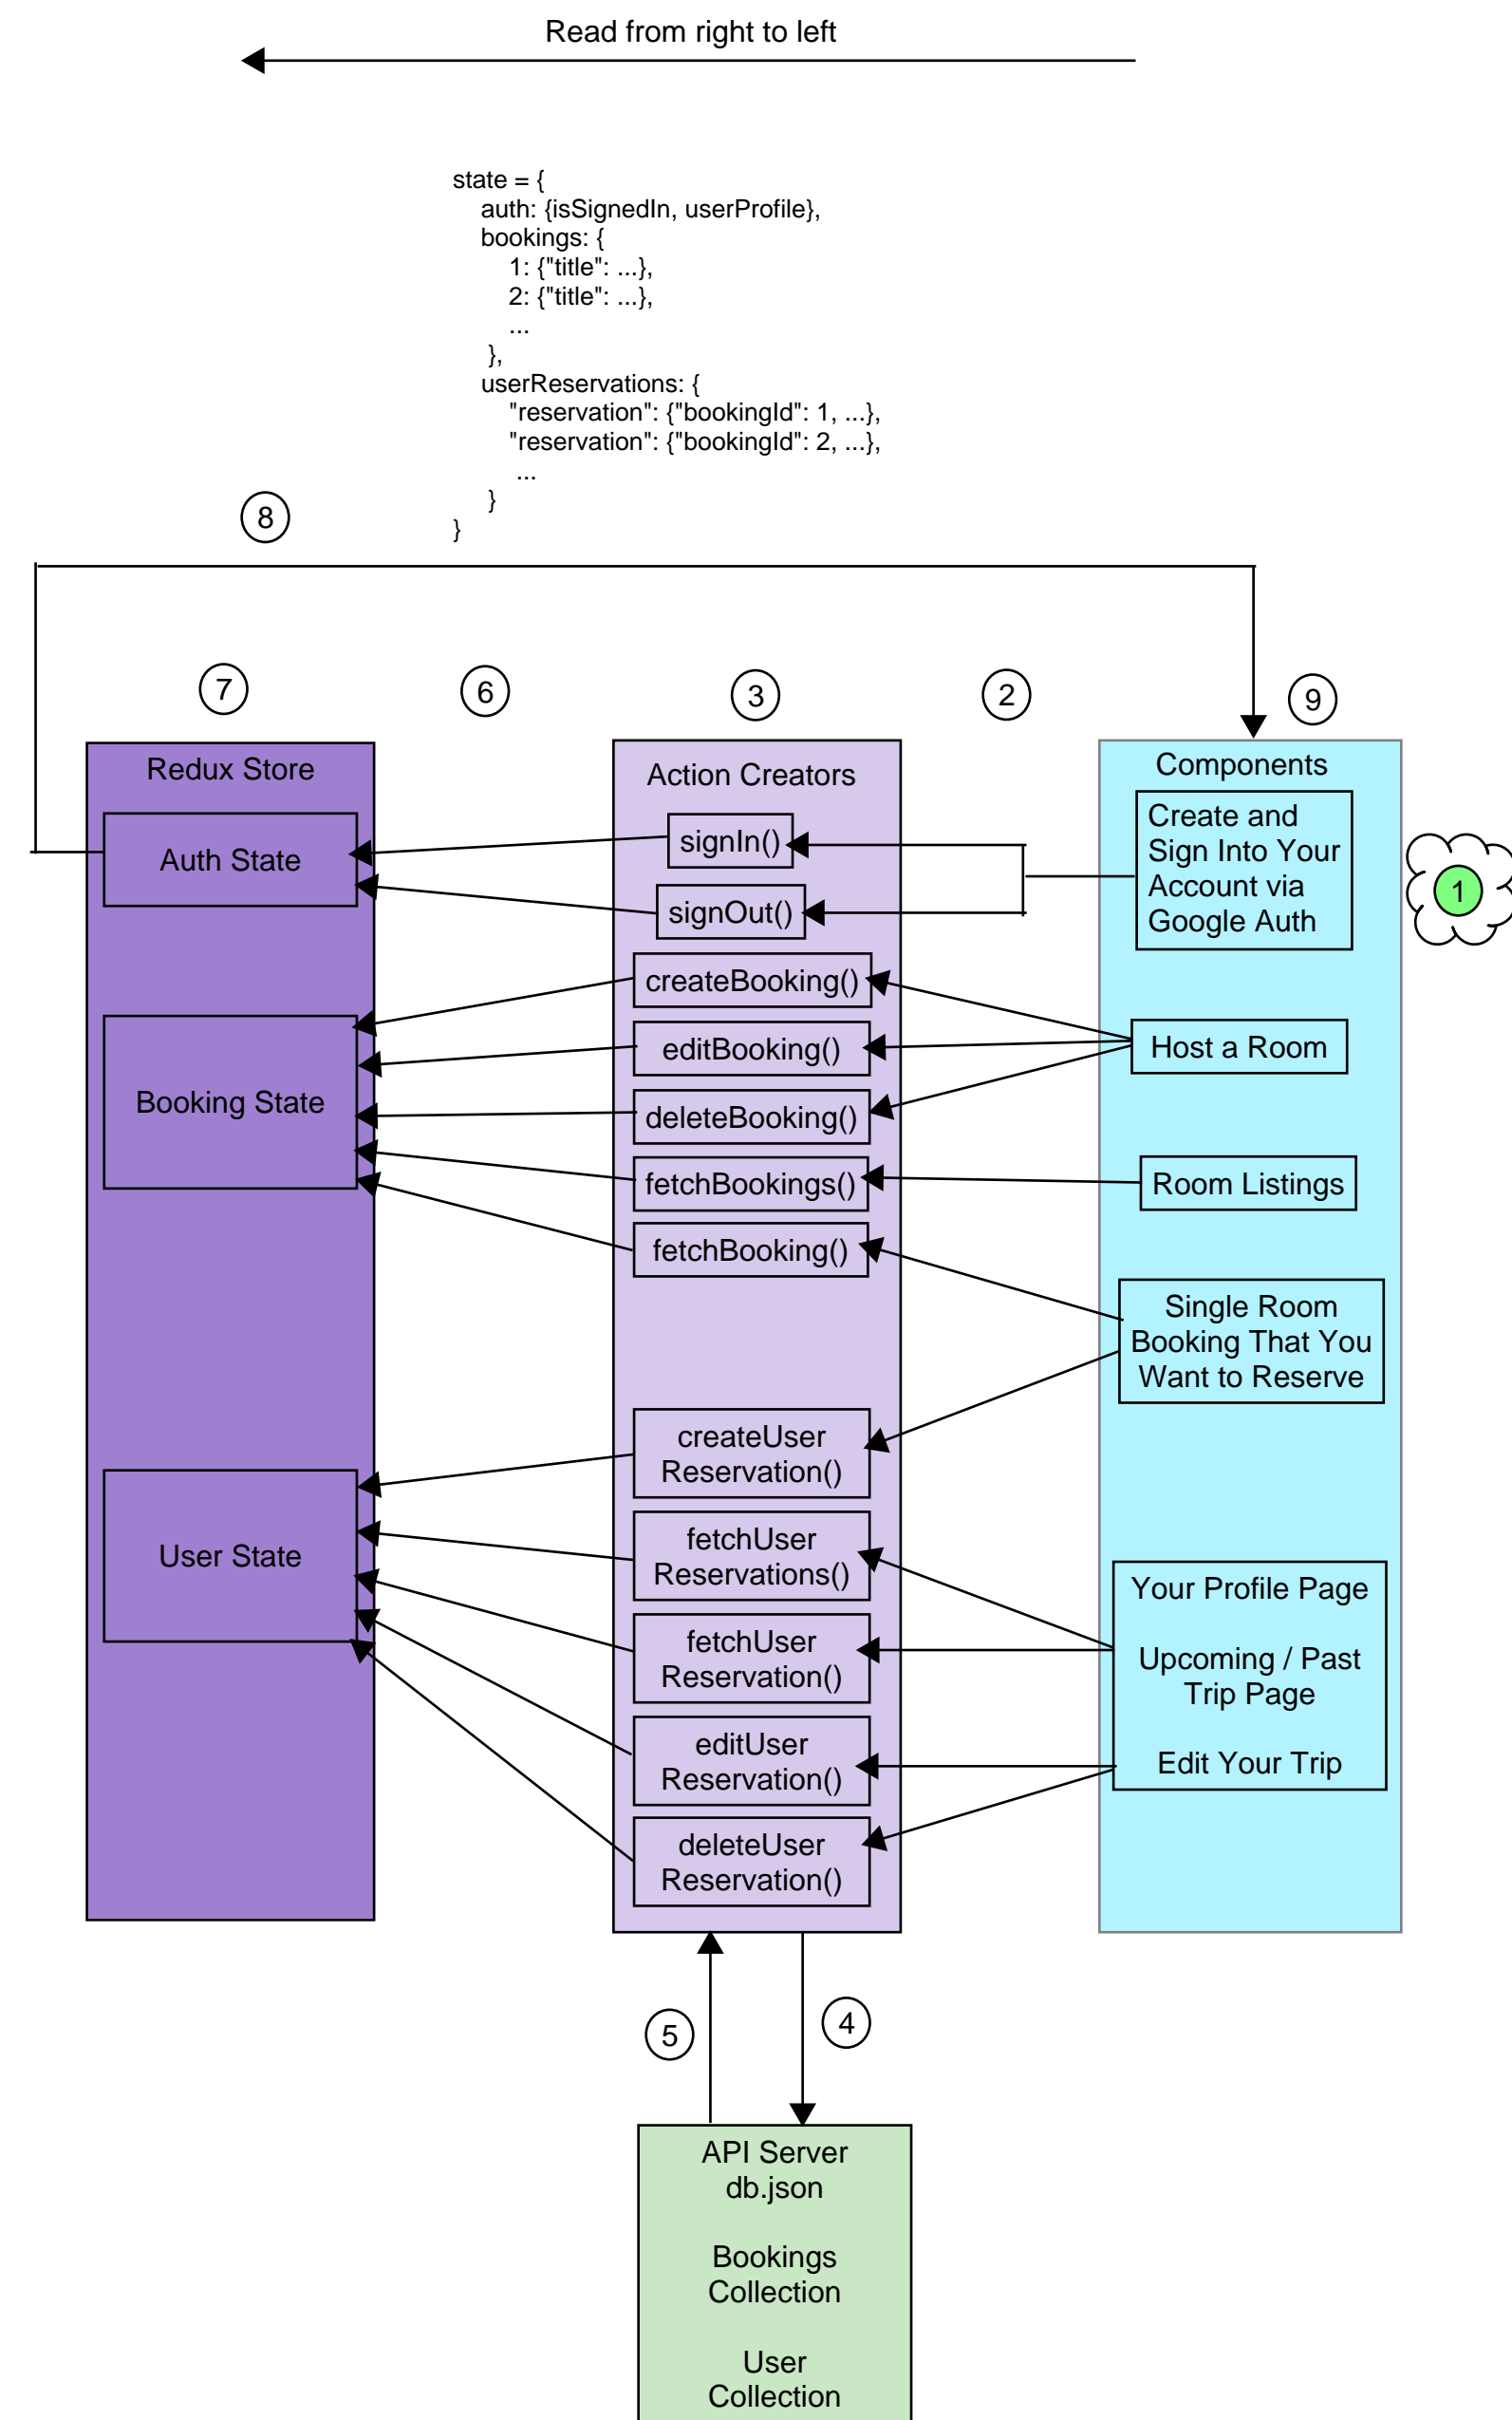 Read from right to left
state = {
auth: {isSignedIn, userProfile},
bookings: {
1: {"title": ...},
2: {"title": ...},
...
},
userReservations: {
"reservation": {"bookingId": 1, ...},
"reservation": {"bookingId": 2, ...},
...
}
}
8
7
6
3
2
9
Redux Store
Auth State
Booking State
User State
Action Creators
signIn()
signOut()
createBooking()
editBooking()
deleteBooking()
fetchBookings()
fetchBooking()
createUser
Reservation()
fetchUser
Reservations()
fetchUser
Reservation()
editUser
Reservation()
deleteUser
Reservation()
Components
Create and
Sign Into Your
Account via
Google Auth
1
Host a Room
Room Listings
Single Room
Booking That You
Want to Reserve
Your Profile Page
Upcoming / Past
Trip Page
Edit Your Trip
5
4
API Server
db.json
Bookings
Collection
User
Collection